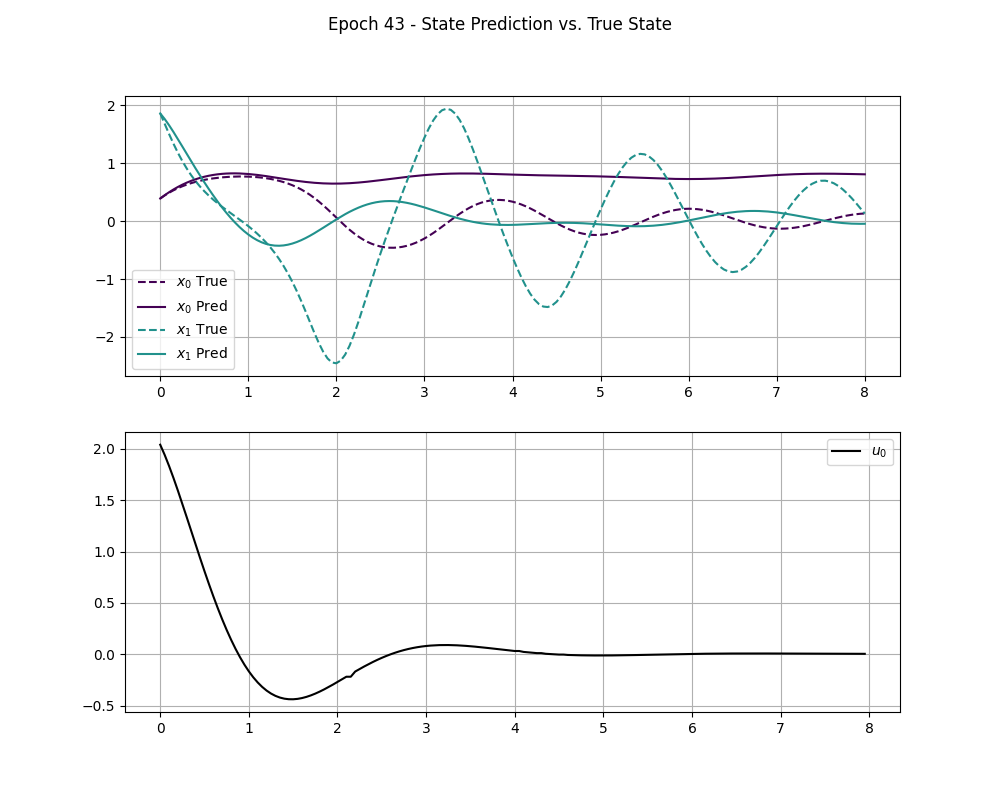 Epoch 43 - State Prediction vs. True State
2
1
0
−1
−2
x₀ True
x₀ Pred
x₁ True
x₁ Pred
0 1 2 3 4 5 6 7 8
2.0
1.5
1.0
0.5
0.0
−0.5
u₀
0 1 2 3 4 5 6 7 8